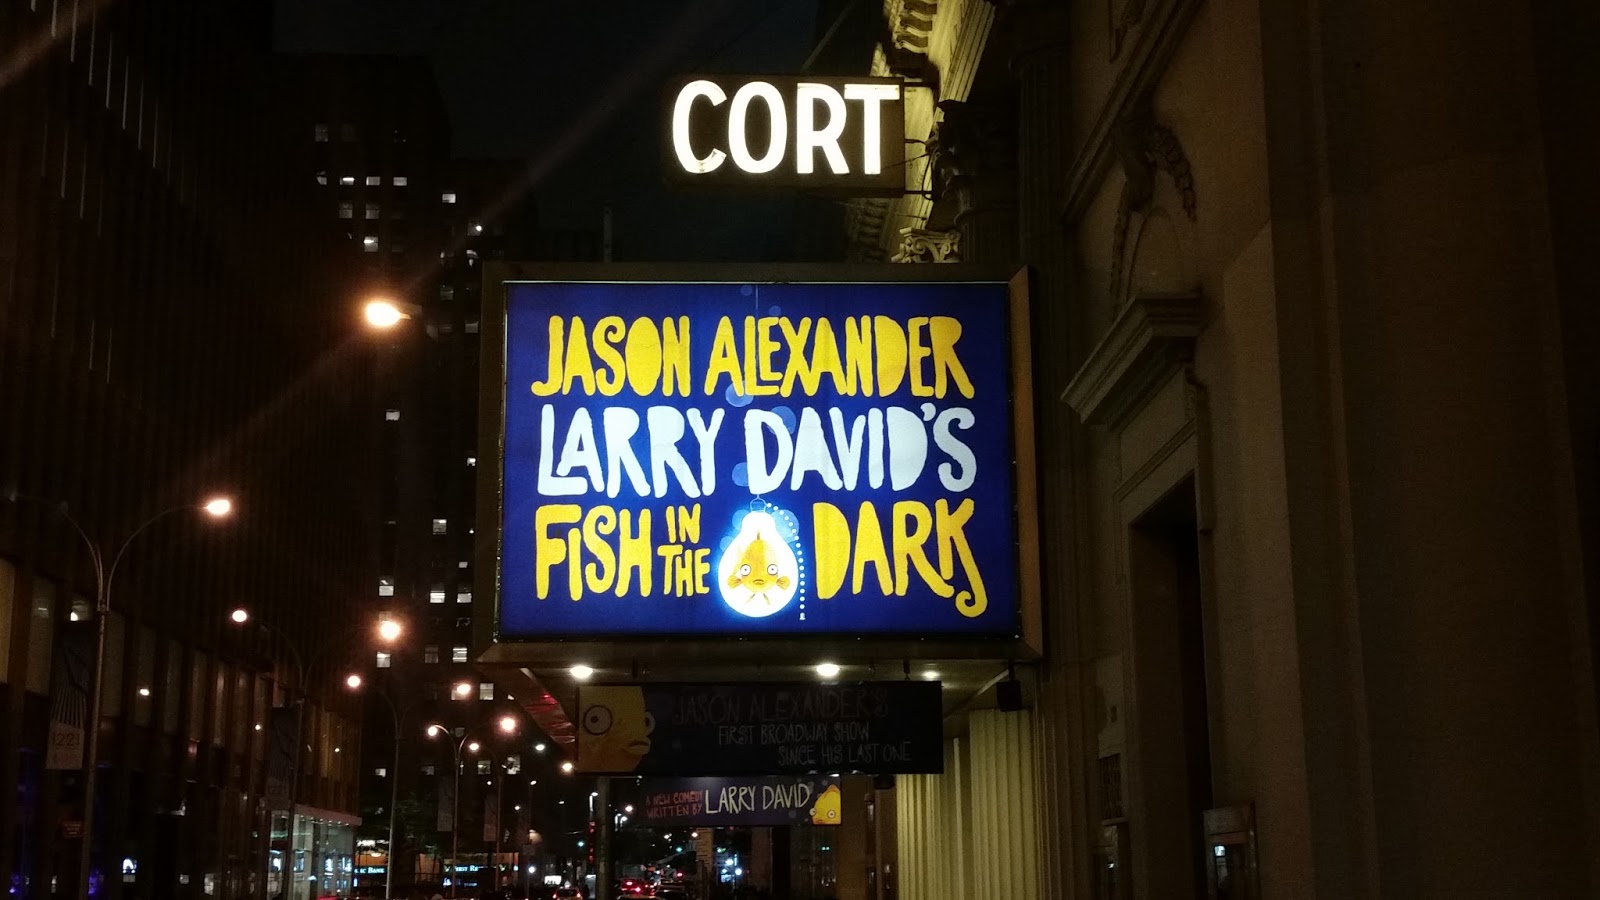 CORT
JASON ALEXANDER
LARRY DAVID'S
FISH IN THE DARK
JASON ALEXANDER'S
FIRST BROADWAY SHOW
SINCE HIS LAST ONE
A NEW COMEDY
WRITTEN BY LARRY DAVID
1221